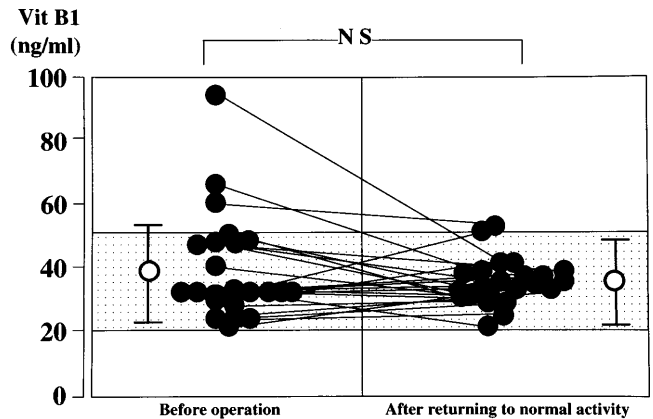 Vit B1
(ng/ml)
N S
100
80
60
40
20
0
Before operation
After returning to normal activity